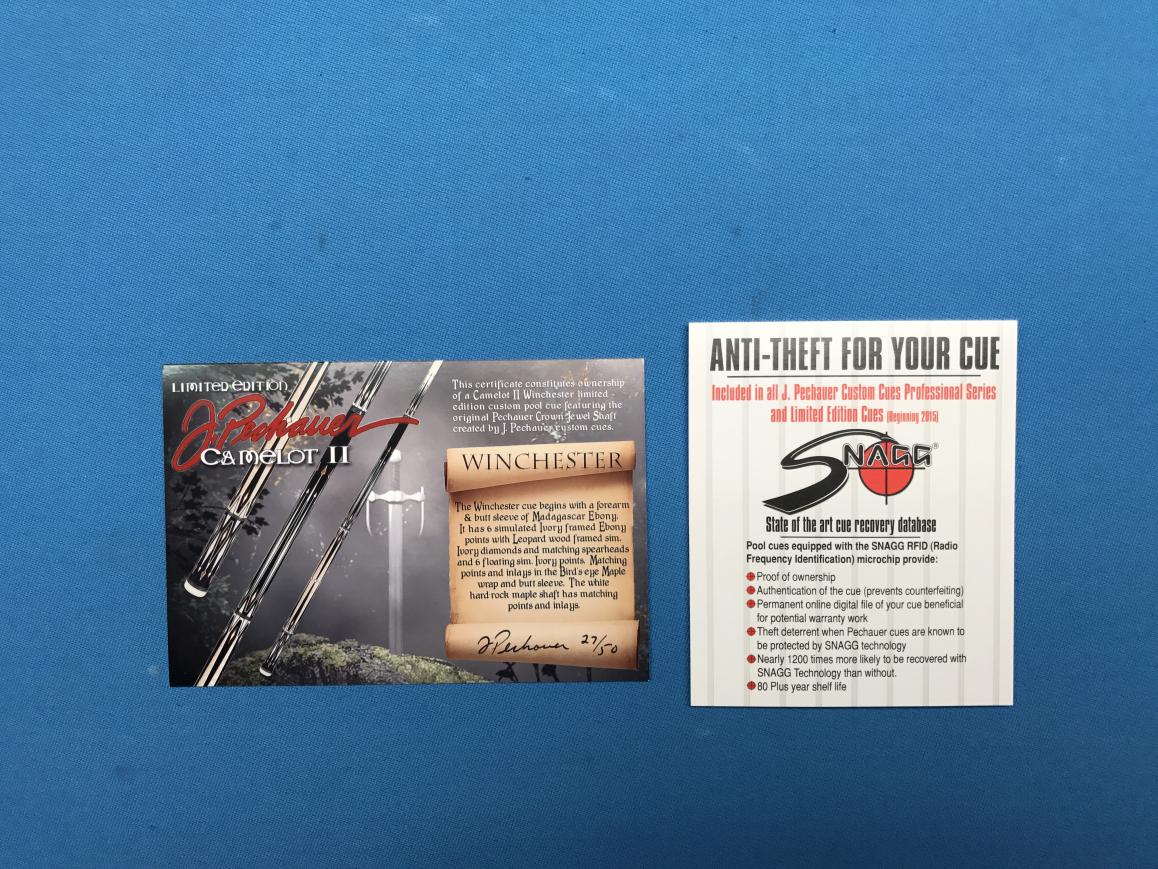 LIMITED EDITION
J. Pechauer
CAMELOT II
This certificate constitutes ownership
of a Camelot II Winchester limited -
edition custom pool cue featuring the
original Pechauer Crown Jewel Shaft
created by J. Pechauer custom cues.
WINCHESTER
The Winchester cue begins with a forearm
& butt sleeve of Madagascar Ebony.
It has 6 simulated Ivory framed Ebony
points with Leopard wood framed sim.
Ivory diamonds and matching spearheads
and 6 floating sim. Ivory points. Matching
points and inlays in the Bird's eye Maple
wrap and butt sleeve. The white
hard rock maple shaft has matching
points and inlays.
J Pechauer 27/50
ANTI-THEFT FOR YOUR CUE
Included in all J. Pechauer Custom Cues Professional Series
and Limited Edition Cues (Beginning 2015)
SNAGG®
State of the art cue recovery database
Pool cues equipped with the SNAGG RFID (Radio
Frequency Identification) microchip provide:
Proof of ownership
Authentication of the cue (prevents counterfeiting)
Permanent online digital file of your cue beneficial
for potential warranty work
Theft deterrent when Pechauer cues are known to
be protected by SNAGG technology
Nearly 1200 times more likely to be recovered with
SNAGG Technology than without.
80 Plus year shelf life